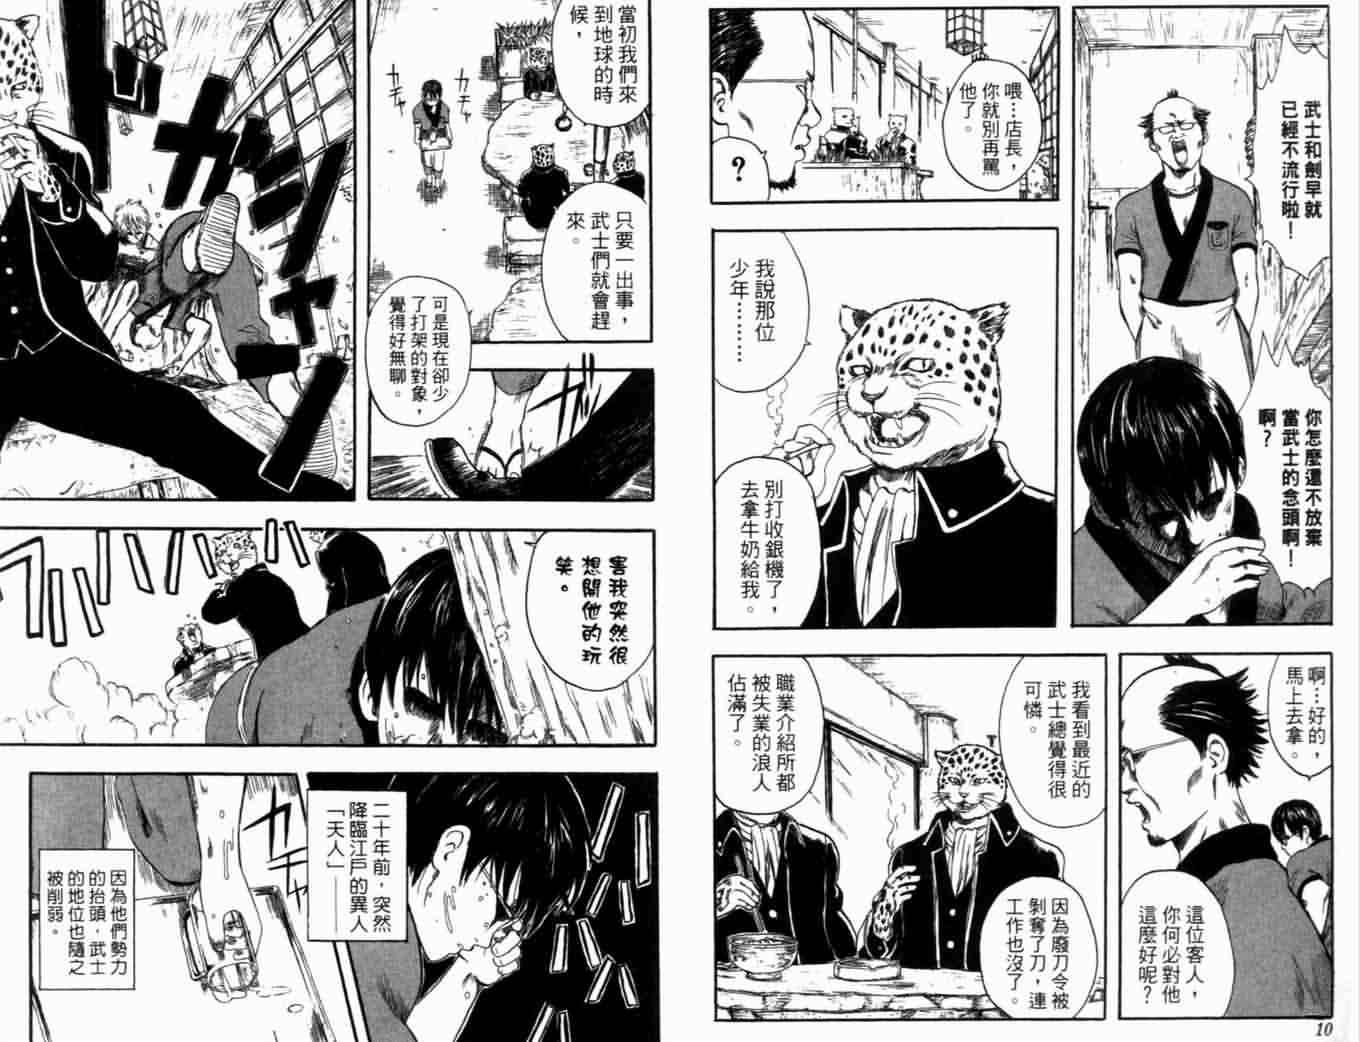 武士和劍早就
已經不流行啦！
你怎麼還不放棄
當武士的念頭啊！
啊？
喂…店長，
你就別再罵
他了。
？
我說那位
少年………
別打收銀機了，
去拿牛奶給我。
啊…好的，
馬上去拿。
這位客人，
你何必對他
這麼好呢？
我看到最近的
武士總覺得很
可憐。
職業介紹所都
被失業的浪人
佔滿了。
因為廢刀令被
剝奪了刀，連
工作也沒了。
10
當初我們來
到地球的時
候，
只要一出事，
武士們就會趕
來。
カチャ
カチャ
可是現在卻少
了打架的對象，
覺得好無聊。
害我突然很
想開他的玩
笑。
二十年前，突然
降臨江戶的異人
「天人」──
カチャ
因為他們勢力
的抬頭，武士
的地位也隨之
被削弱。